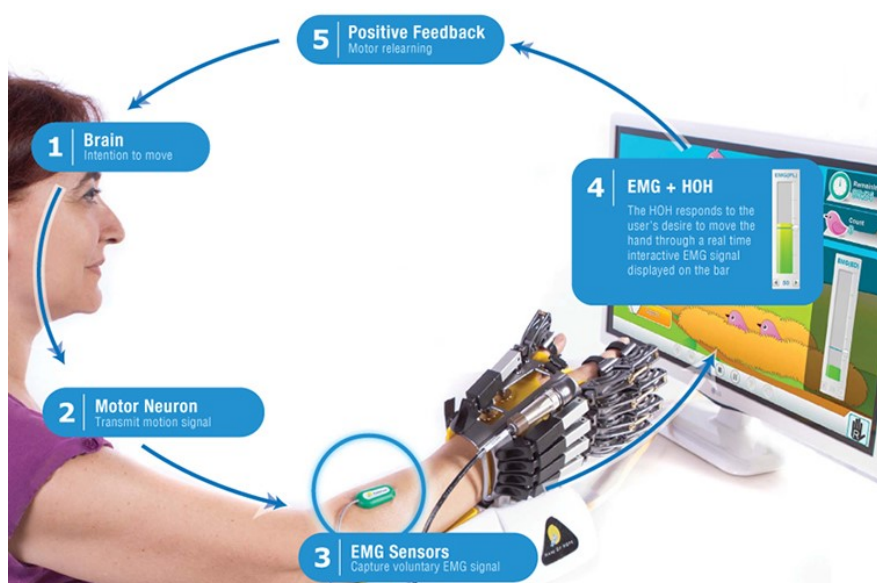 5
Positive Feedback
Motor relearning
1
Brain
Intention to move
2
Motor Neuron
Transmit motion signal
3
EMG Sensors
Capture voluntary EMG signal
4
EMG + HOH
The HOH responds to the
user's desire to move the
hand through a real time
interactive EMG signal
displayed on the bar
Count
R